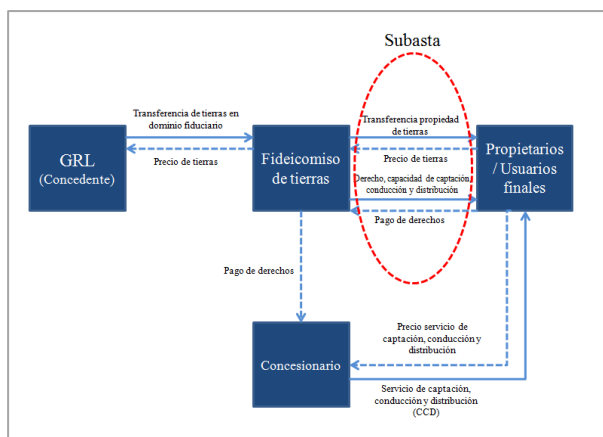 Subasta
Transferencia de tierras en
dominio fiduciario
Transferencia propiedad
de tierras
GRL
(Concedente)
Precio de tierras
Fideicomiso
de tierras
Precio de tierras
Derecho, capacidad de captación,
conducción y distribución
Pago de derechos
Propietarios
/ Usuarios
finales
Pago de derechos
Precio servicio de
captación, conducción y
distribución
Concesionario
Servicio de captación,
conducción y distribución
(CCD)